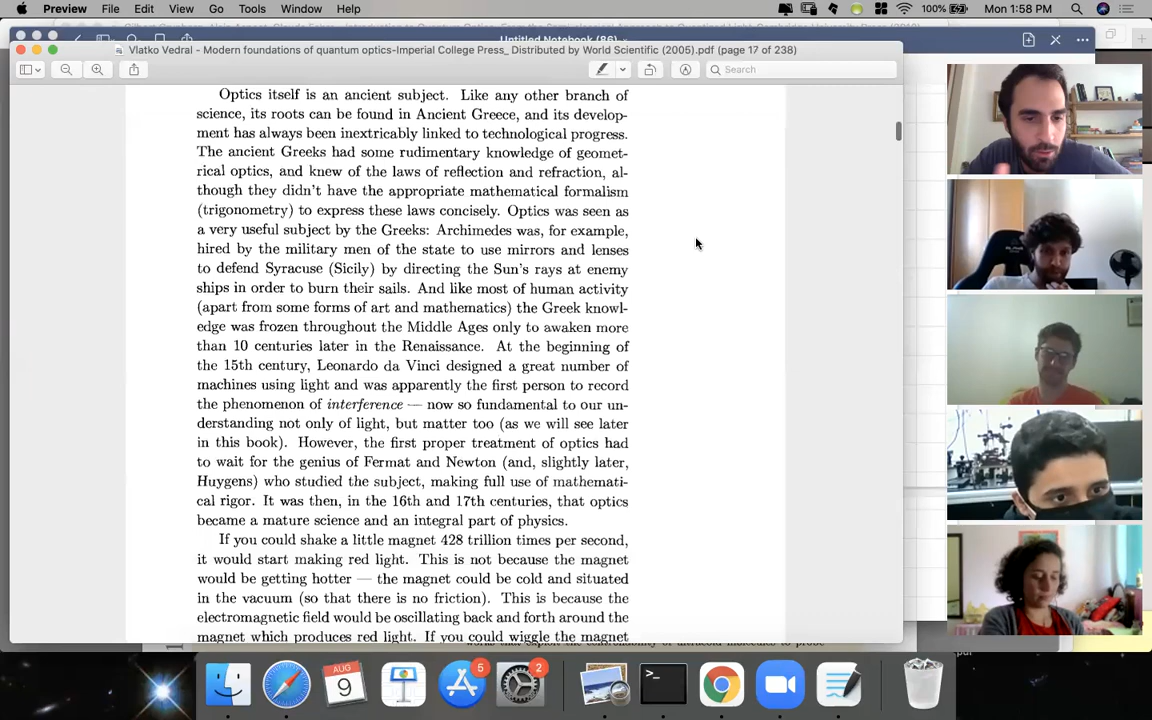 Preview File Edit View Go Tools Window Help 100% Mon 1:58 PM
Untitled Notebook (86)
Vlatko Vedral - Modern foundations of quantum optics-Imperial College Press_ Distributed by World Scientific (2005).pdf (page 17 of 238)
Search
Optics itself is an ancient subject. Like any other branch of
science, its roots can be found in Ancient Greece, and its develop-
ment has always been inextricably linked to technological progress.
The ancient Greeks had some rudimentary knowledge of geomet-
rical optics, and knew of the laws of reflection and refraction, al-
though they didn't have the appropriate mathematical formalism
(trigonometry) to express these laws concisely. Optics was seen as
a very useful subject by the Greeks: Archimedes was, for example,
hired by the military men of the state to use mirrors and lenses
to defend Syracuse (Sicily) by directing the Sun's rays at enemy
ships in order to burn their sails. And like most of human activity
(apart from some forms of art and mathematics) the Greek knowl-
edge was frozen throughout the Middle Ages only to awaken more
than 10 centuries later in the Renaissance. At the beginning of
the 15th century, Leonardo da Vinci designed a great number of
machines using light and was apparently the first person to record
the phenomenon of interference — now so fundamental to our un-
derstanding not only of light, but matter too (as we will see later
in this book). However, the first proper treatment of optics had
to wait for the genius of Fermat and Newton (and, slightly later,
Huygens) who studied the subject, making full use of mathemati-
cal rigor. It was then, in the 16th and 17th centuries, that optics
became a mature science and an integral part of physics.
If you could shake a little magnet 428 trillion times per second,
it would start making red light. This is not because the magnet
would be getting hotter — the magnet could be cold and situated
in the vacuum (so that there is no friction). This is because the
electromagnetic field would be oscillating back and forth around the
magnet which produces red light. If you could wiggle the magnet
AUG
9
5
2